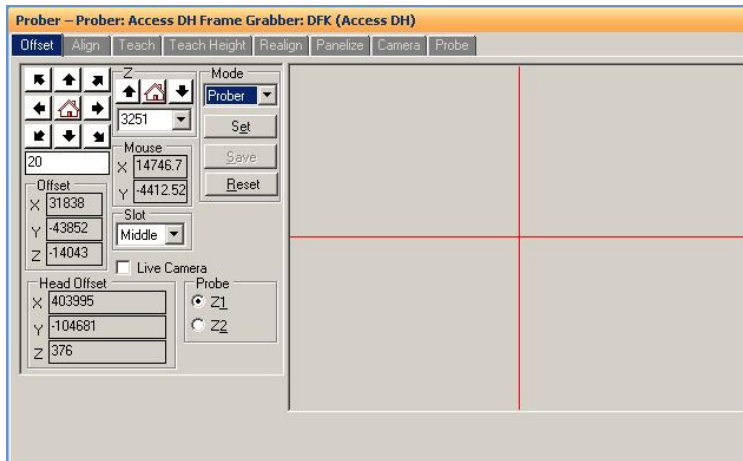 Prober – Prober: Access DH Frame Grabber: DFK (Access DH)
Offset Align Teach Teach Height Realign Panelize Camera Probe
Z
Mode
Prober
3251
Set
20
Mouse
X 14746.7
Y -4412.52
Save
Reset
Offset
X 31838
Y -43852
Z -14043
Slot
Middle
Live Camera
Head Offset
X 403995
Y -104681
Z 376
Probe
Z1
Z2